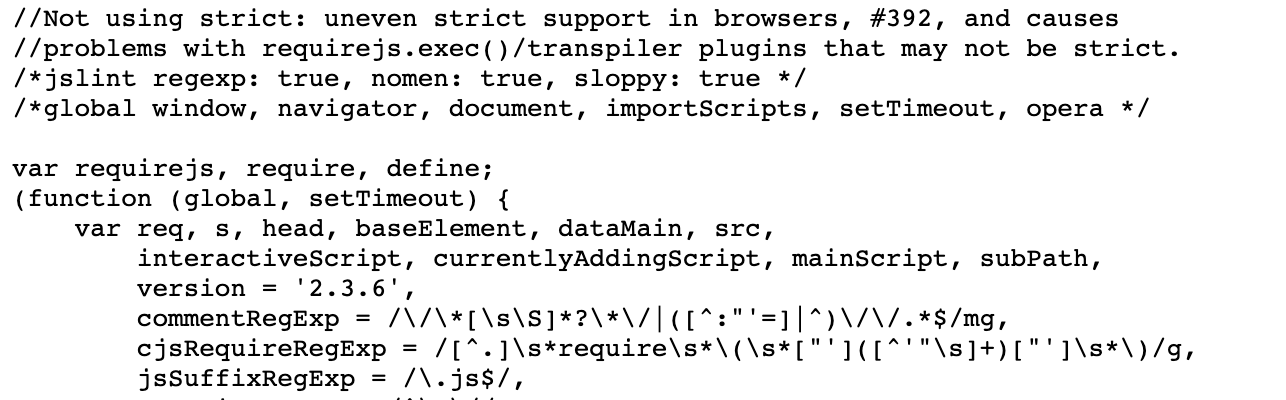 //Not using strict: uneven strict support in browsers, #392, and causes
//problems with requirejs.exec()/transpiler plugins that may not be strict.
/*jslint regexp: true, nomen: true, sloppy: true */
/*global window, navigator, document, importScripts, setTimeout, opera */

var requirejs, require, define;
(function (global, setTimeout) {
    var req, s, head, baseElement, dataMain, src,
        interactiveScript, currentlyAddingScript, mainScript, subPath,
        version = '2.3.6',
        commentRegExp = /\/\*[\s\S]*?\*\/|([^:"'=]|^)\/\/.*$/mg,
        cjsRequireRegExp = /[^.]\s*require\s*\(\s*["']([^'"\s]+)["']\s*\)/g,
        jsSuffixRegExp = /\.js$/,